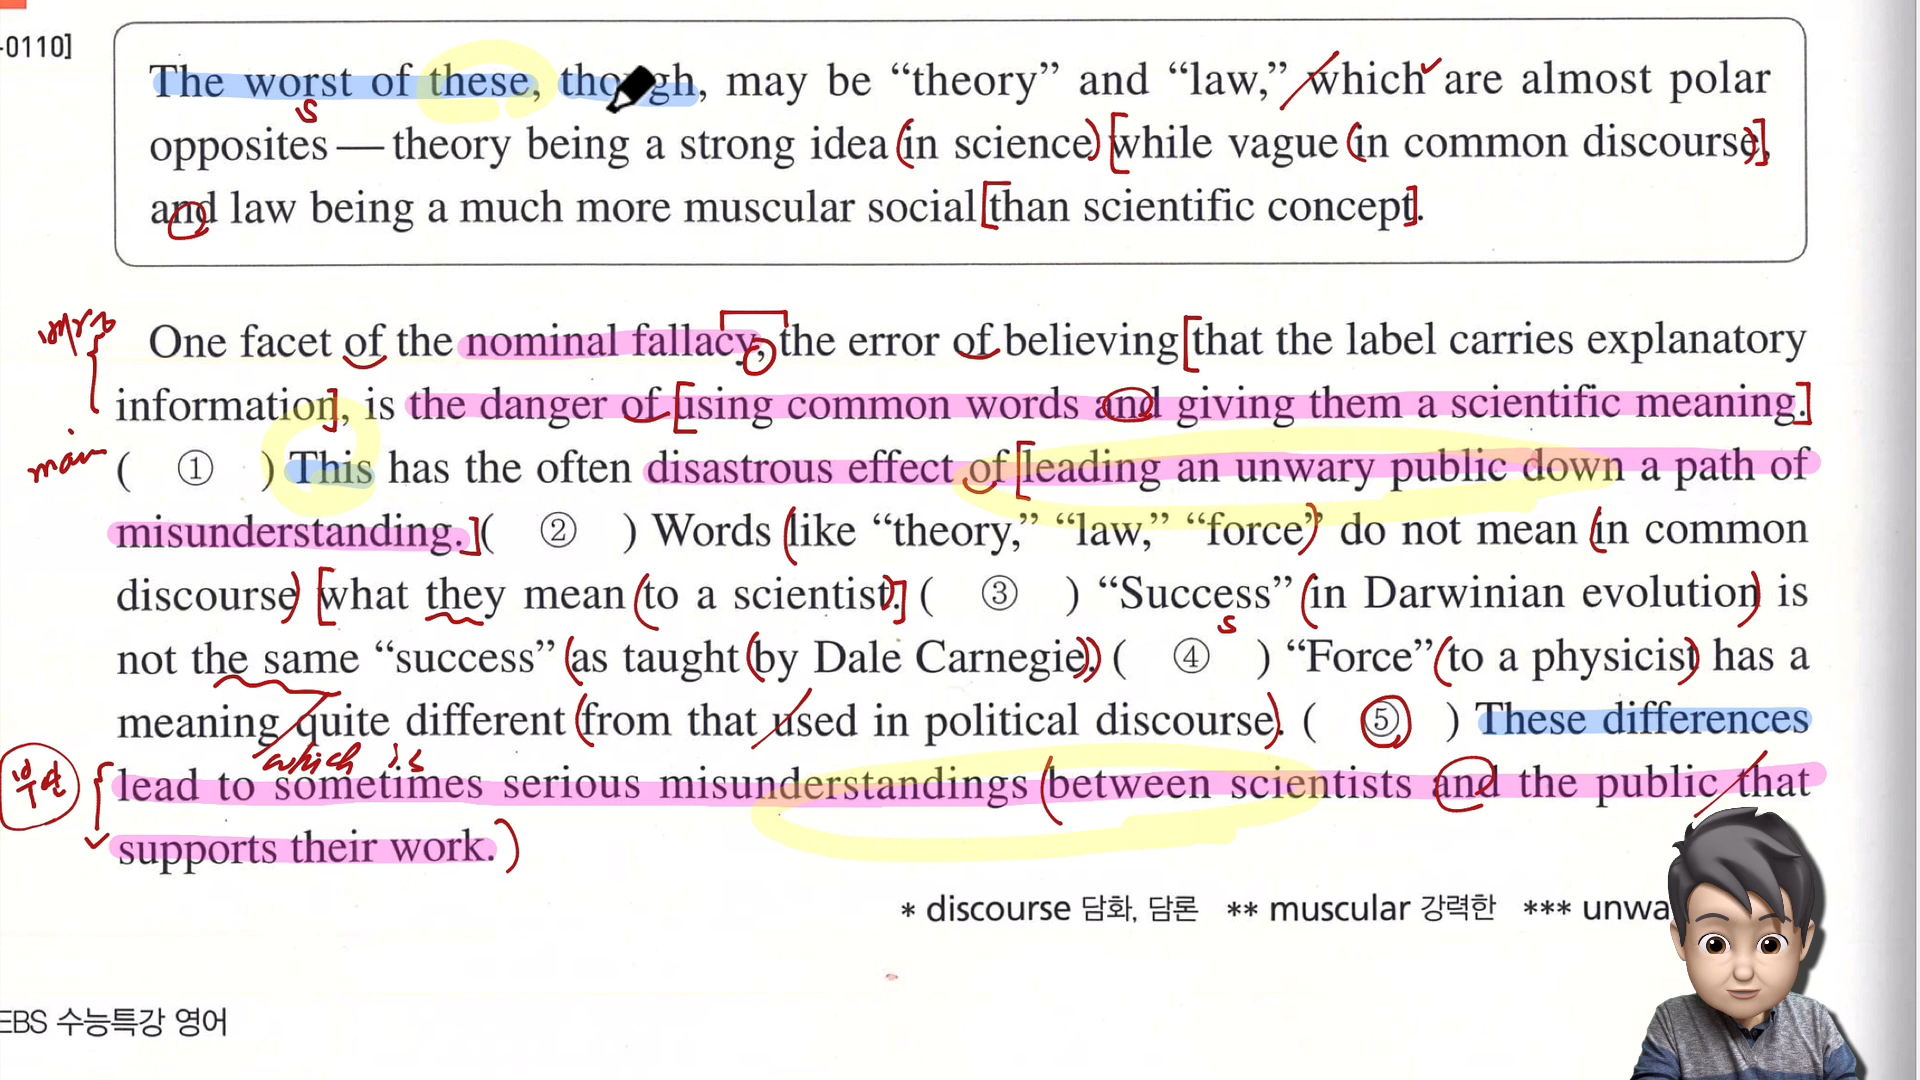 -0110]
The worst of these, though, may be “theory” and “law,” which are almost polar
opposites — theory being a strong idea in science while vague in common discourse,
and law being a much more muscular social than scientific concept.
s
One facet of the nominal fallacy, the error of believing that the label carries explanatory
information, is the danger of using common words and giving them a scientific meaning.
main
( ① ) This has the often disastrous effect of leading an unwary public down a path of
misunderstanding. ( ② ) Words like “theory,” “law,” “force” do not mean in common
discourse what they mean to a scientist. ( ③ ) “Success” in Darwinian evolution is
s
not the same “success” as taught by Dale Carnegie. ( ④ ) “Force” to a physicist has a
meaning quite different from that used in political discourse. ( ⑤ ) These differences
which is
lead to sometimes serious misunderstandings between scientists and the public that
supports their work.
* discourse 담화, 담론 ** muscular 강력한 *** unwa
EBS 수능특강 영어